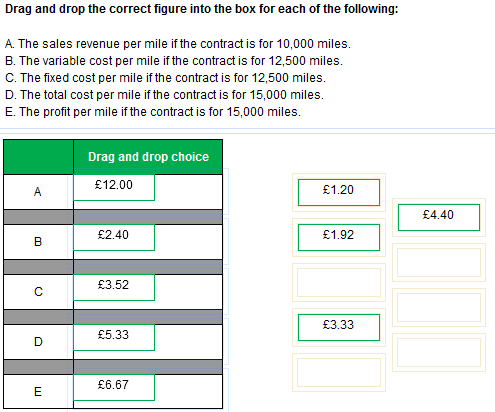 Drag and drop the correct figure into the box for each of the following:
A. The sales revenue per mile if the contract is for 10,000 miles.
B. The variable cost per mile if the contract is for 12,500 miles.
C. The fixed cost per mile if the contract is for 12,500 miles.
D. The total cost per mile if the contract is for 15,000 miles.
E. The profit per mile if the contract is for 15,000 miles.
Drag and drop choice
A £12.00
B £2.40
C £3.52
D £5.33
E £6.67
£1.20
£4.40
£1.92
£3.33